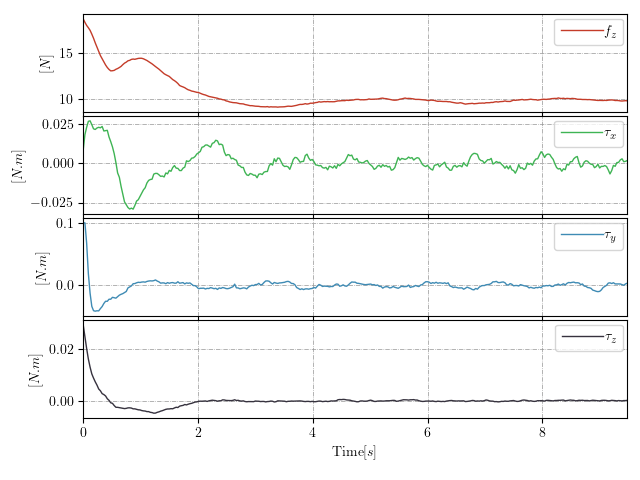 [N]
15
10
f_z
[N.m]
0.025
0.000
−0.025
τ_x
[N.m]
0.1
0.0
τ_y
[N.m]
0.02
0.00
τ_z
0 2 4 6 8
Time[s]